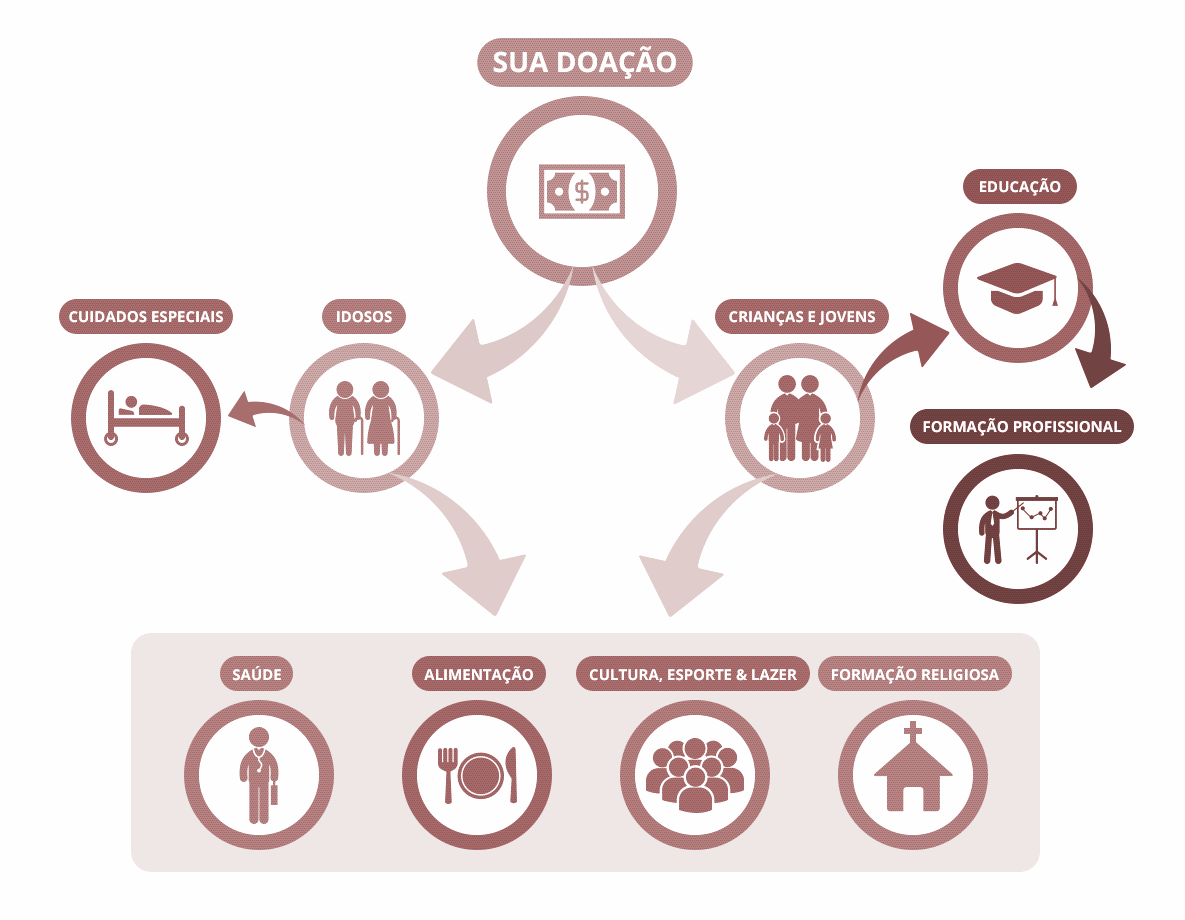 SUA DOAÇÃO
EDUCAÇÃO
CUIDADOS ESPECIAIS
IDOSOS
CRIANÇAS E JOVENS
FORMAÇÃO PROFISSIONAL
SAÚDE
ALIMENTAÇÃO
CULTURA, ESPORTE & LAZER
FORMAÇÃO RELIGIOSA